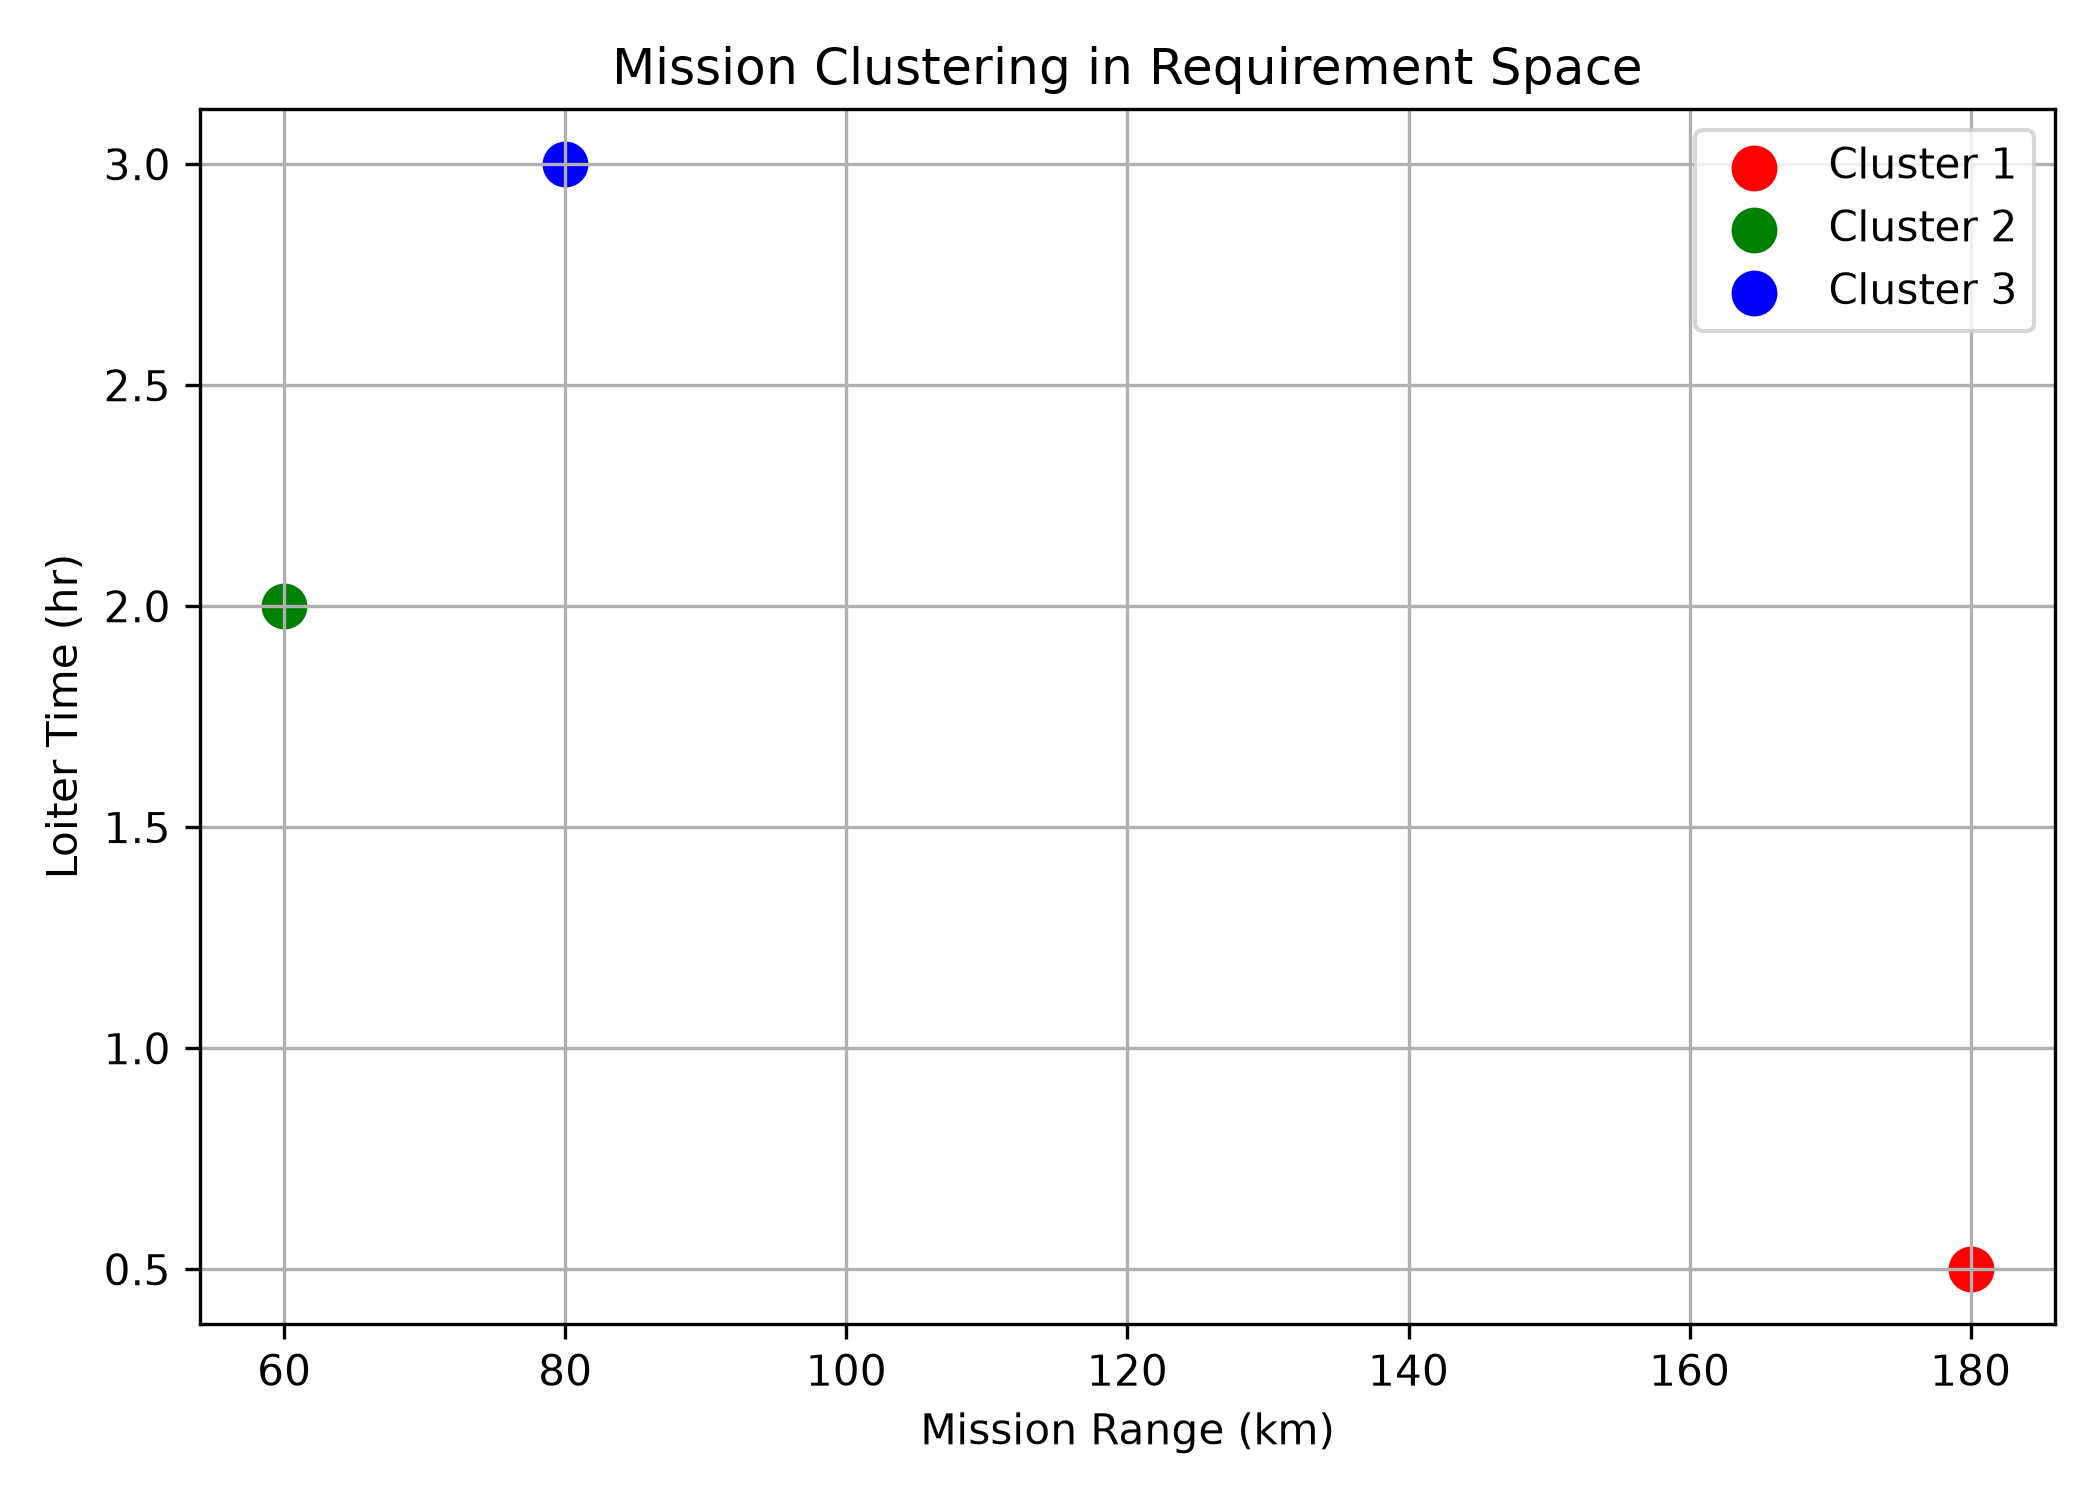 Mission Clustering in Requirement Space
Cluster 1
Cluster 2
Cluster 3
Loiter Time (hr)
3.0
2.5
2.0
1.5
1.0
0.5
60 80 100 120 140 160 180
Mission Range (km)